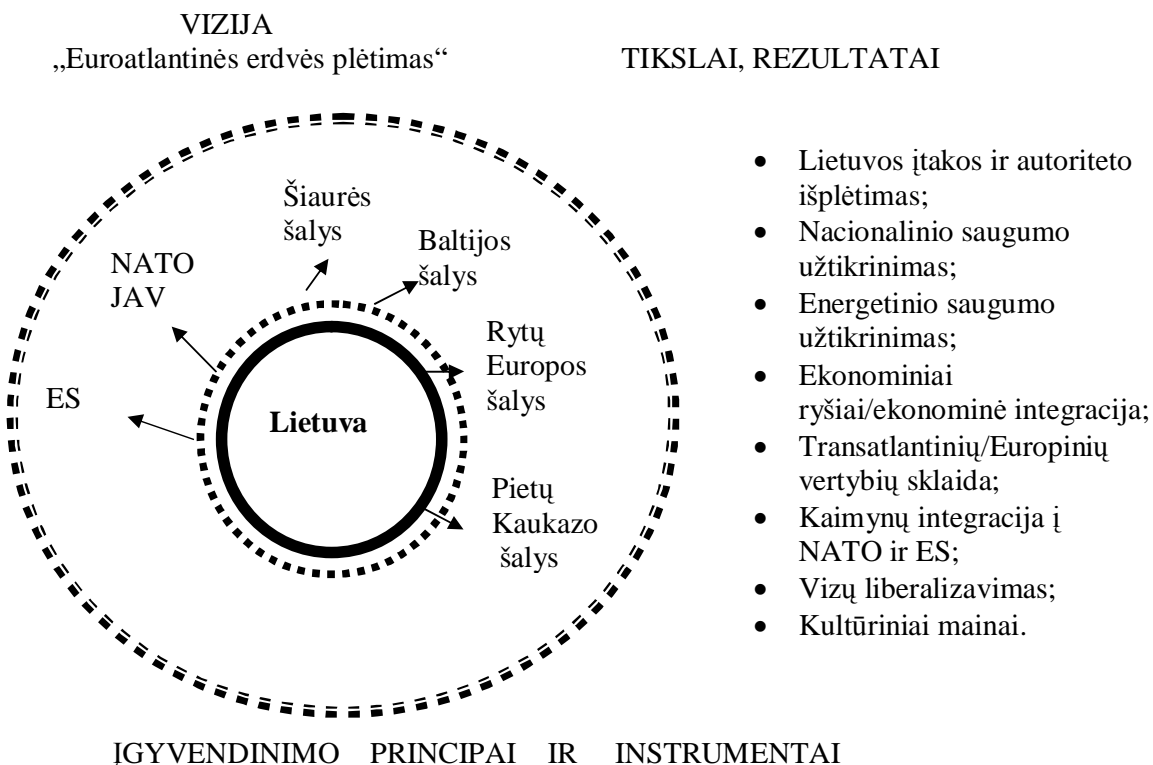 VIZIJA
„Euroatlantinės erdvės plėtimas“
TIKSLAI, REZULTATAI
Šiaurės
šalys
Baltijos
šalys
NATO
JAV
Rytų
Europos
šalys
ES
Lietuva
Pietų
Kaukazo
šalys
• Lietuvos įtakos ir autoriteto
išplėtimas;
• Nacionalinio saugumo
užtikrinimas;
• Energetinio saugumo
užtikrinimas;
• Ekonominiai
ryšiai/ekonominė integracija;
• Transatlantinių/Europinių
vertybių sklaida;
• Kaimynų integracija į
NATO ir ES;
• Vizų liberalizavimas;
• Kultūriniai mainai.
ĮGYVENDINIMO PRINCIPAI IR INSTRUMENTAI